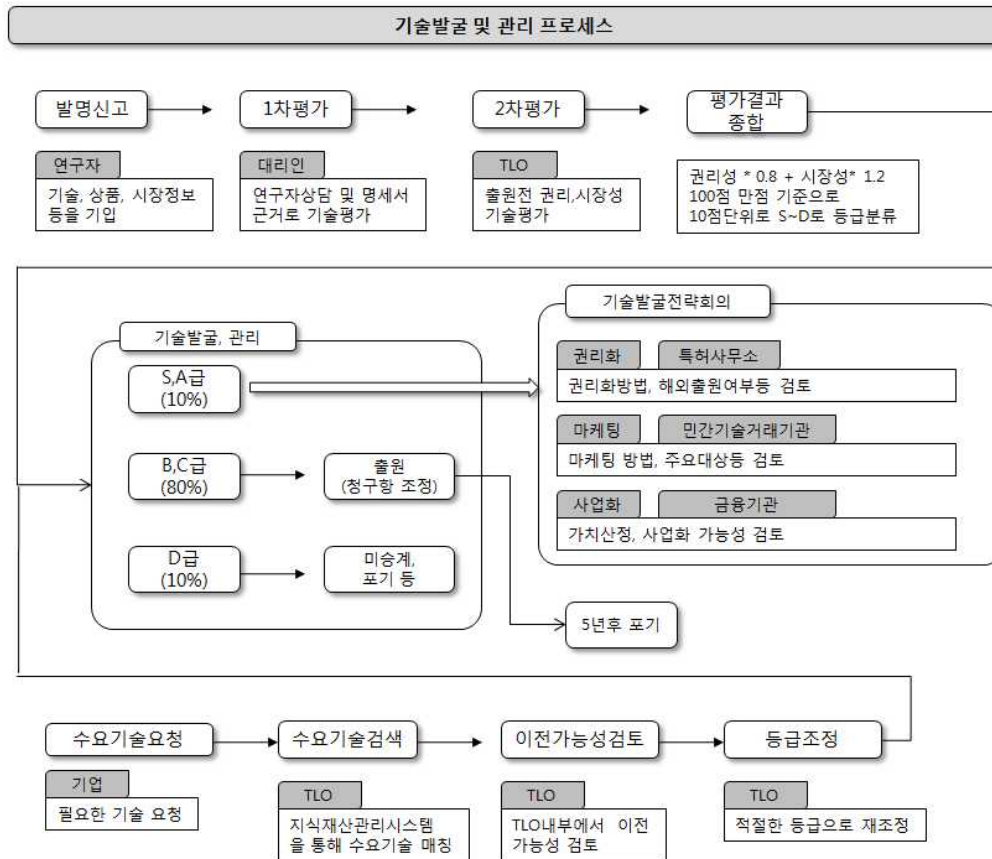 기술발굴 및 관리 프로세스
발명신고
1차평가
2차평가
평가결과
종합
연구자
기술, 상품, 시장정보
등을 기입
대리인
연구자상담 및 명세서
근거로 기술평가
TLO
출원전 권리,시장성
기술평가
권리성 * 0.8 + 시장성* 1.2
100점 만점 기준으로
10점단위로 S~D로 등급분류
기술발굴, 관리
S,A급
(10%)
B,C급
(80%)
출원
(청구항 조정)
D급
(10%)
미승계,
포기 등
기술발굴전략회의
권리화
특허사무소
권리화방법, 해외출원여부등 검토
마케팅
민간기술거래기관
마케팅 방법, 주요대상등 검토
사업화
금융기관
가치산정, 사업화 가능성 검토
5년후 포기
수요기술요청
수요기술검색
이전가능성검토
등급조정
기업
필요한 기술 요청
TLO
지식재산관리시스템
을 통해 수요기술 매칭
TLO
TLO내부에서 이전
가능성 검토
TLO
적절한 등급으로 재조정